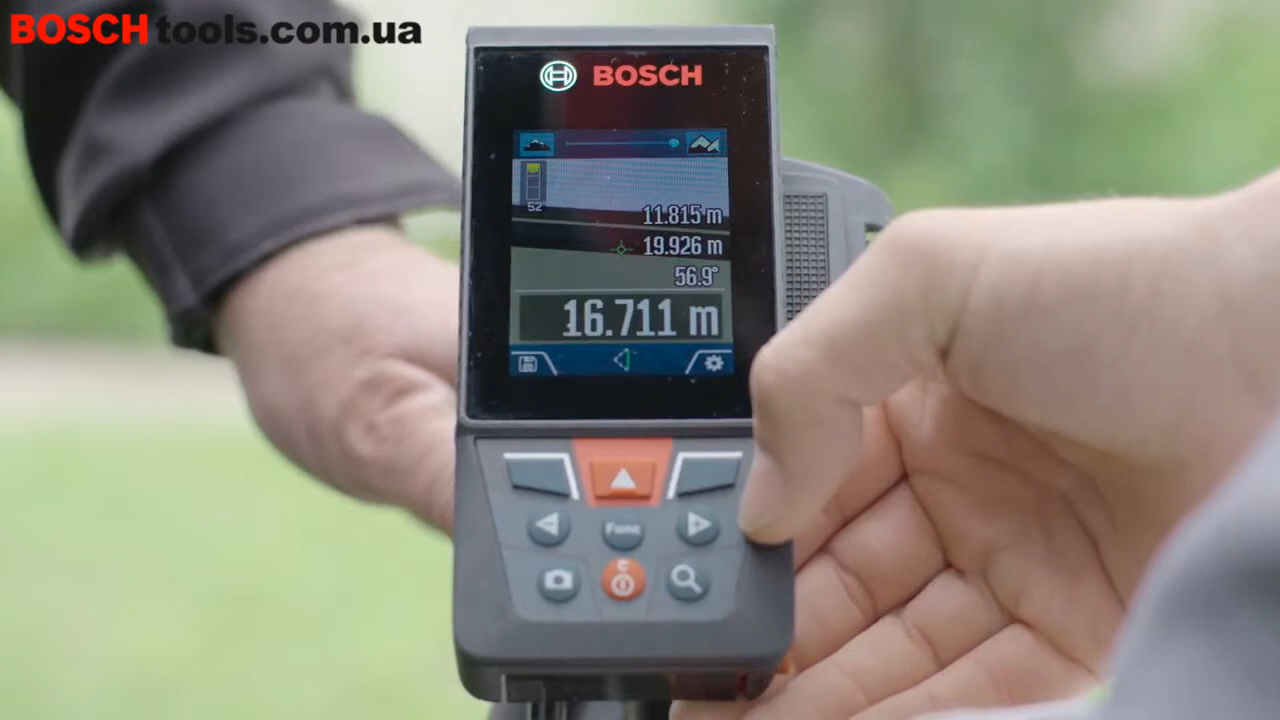 BOSCHtools.com.ua
BOSCH
52
11.815 m
19.926 m
56.9°
16.711 m
Func
C